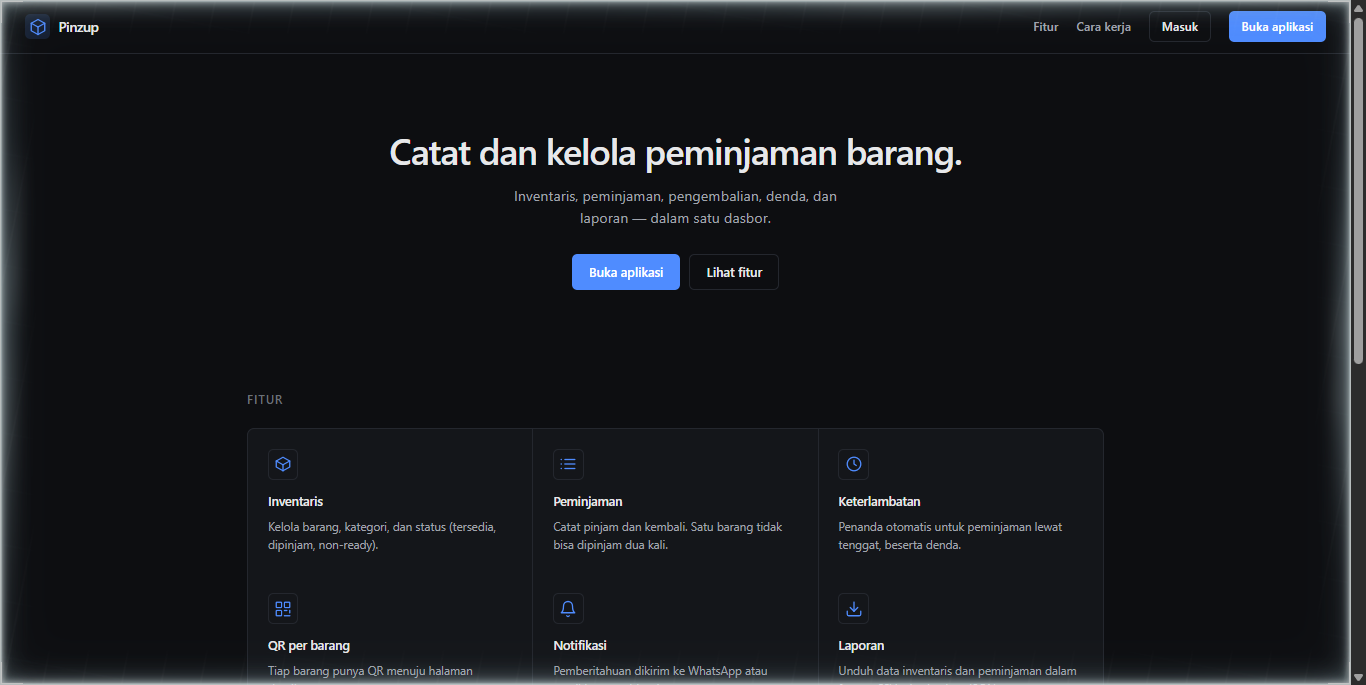 Pinzup
Fitur
Cara kerja
Masuk
Buka aplikasi
Catat dan kelola peminjaman barang.
Inventaris, peminjaman, pengembalian, denda, dan
laporan — dalam satu dasbor.
Buka aplikasi
Lihat fitur
FITUR
Inventaris
Kelola barang, kategori, dan status (tersedia,
dipinjam, non-ready).
Peminjaman
Catat pinjam dan kembali. Satu barang tidak
bisa dipinjam dua kali.
Keterlambatan
Penanda otomatis untuk peminjaman lewat
tenggat, beserta denda.
QR per barang
Tiap barang punya QR menuju halaman
Notifikasi
Pemberitahuan dikirim ke WhatsApp atau
Laporan
Unduh data inventaris dan peminjaman dalam